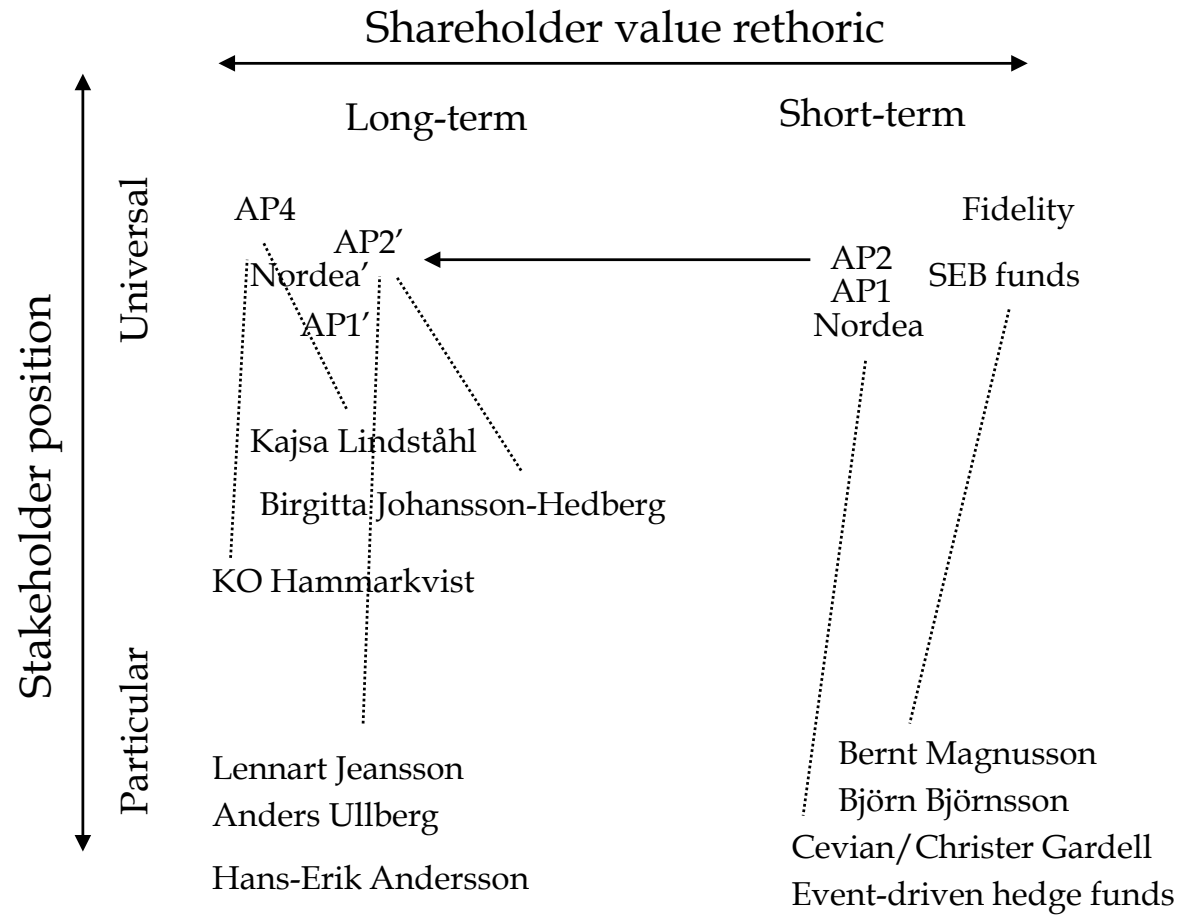 Shareholder value rethoric
Long-term
Short-term
Stakeholder position
Universal
Particular
AP4
AP2’
Nordea’
AP1’
Fidelity
AP2
SEB funds
AP1
Nordea
Kajsa Lindståhl
Birgitta Johansson-Hedberg
KO Hammarkvist
Lennart Jeansson
Anders Ullberg
Hans-Erik Andersson
Bernt Magnusson
Björn Björnsson
Cevian/Christer Gardell
Event-driven hedge funds